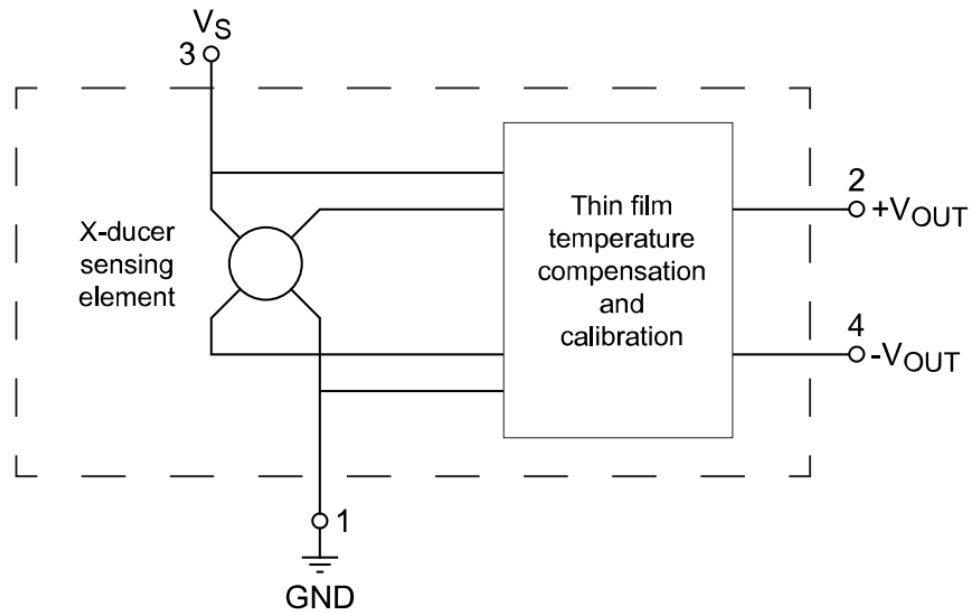 VS
3
X-ducer
sensing
element
Thin film
temperature
compensation
and
calibration
2
+VOUT
4
-VOUT
1
GND